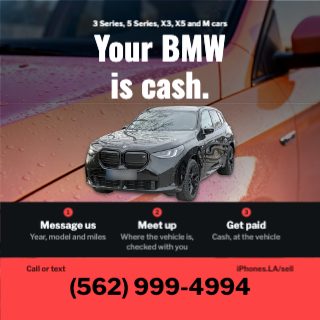 3 Series, 5 Series, X3, X5 and M cars
Your BMW
is cash.
1
Message us
Year, model and miles
2
Meet up
Where the vehicle is,
checked with you
3
Get paid
Cash, at the vehicle
Call or text
iPhones.LA/sell
(562) 999-4994